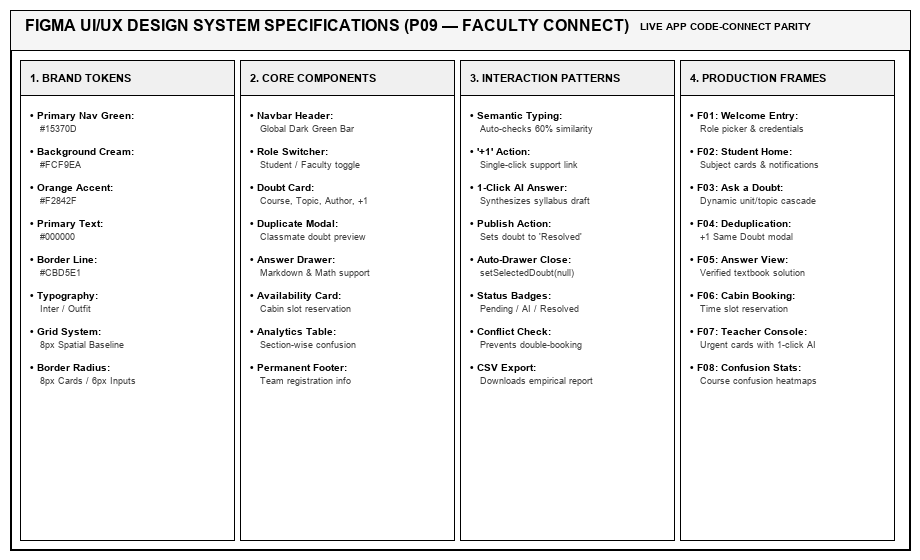 FIGMA UI/UX DESIGN SYSTEM SPECIFICATIONS (P09 — FACULTY CONNECT) LIVE APP CODE-CONNECT PARITY
1. BRAND TOKENS
• Primary Nav Green:
#15370D
• Background Cream:
#FCF9EA
• Orange Accent:
#F2842F
• Primary Text:
#000000
• Border Line:
#CBD5E1
• Typography:
Inter / Outfit
• Grid System:
8px Spatial Baseline
• Border Radius:
8px Cards / 6px Inputs
2. CORE COMPONENTS
• Navbar Header:
Global Dark Green Bar
• Role Switcher:
Student / Faculty toggle
• Doubt Card:
Course, Topic, Author, +1
• Duplicate Modal:
Classmate doubt preview
• Answer Drawer:
Markdown & Math support
• Availability Card:
Cabin slot reservation
• Analytics Table:
Section-wise confusion
• Permanent Footer:
Team registration info
3. INTERACTION PATTERNS
• Semantic Typing:
Auto-checks 60% similarity
• '+1' Action:
Single-click support link
• 1-Click AI Answer:
Synthesizes syllabus draft
• Publish Action:
Sets doubt to 'Resolved'
• Auto-Drawer Close:
setSelectedDoubt(null)
• Status Badges:
Pending / AI / Resolved
• Conflict Check:
Prevents double-booking
• CSV Export:
Downloads empirical report
4. PRODUCTION FRAMES
• F01: Welcome Entry:
Role picker & credentials
• F02: Student Home:
Subject cards & notifications
• F03: Ask a Doubt:
Dynamic unit/topic cascade
• F04: Deduplication:
+1 Same Doubt modal
• F05: Answer View:
Verified textbook solution
• F06: Cabin Booking:
Time slot reservation
• F07: Teacher Console:
Urgent cards with 1-click AI
• F08: Confusion Stats:
Course confusion heatmaps